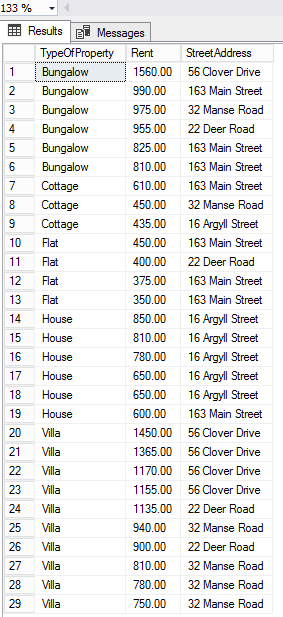 133 %
Results Messages
TypeOfProperty Rent StreetAddress
1 Bungalow 1560.00 56 Clover Drive
2 Bungalow 990.00 163 Main Street
3 Bungalow 975.00 32 Manse Road
4 Bungalow 955.00 22 Deer Road
5 Bungalow 825.00 163 Main Street
6 Bungalow 810.00 163 Main Street
7 Cottage 610.00 163 Main Street
8 Cottage 450.00 32 Manse Road
9 Cottage 435.00 16 Argyll Street
10 Flat 450.00 163 Main Street
11 Flat 400.00 22 Deer Road
12 Flat 375.00 163 Main Street
13 Flat 350.00 163 Main Street
14 House 850.00 16 Argyll Street
15 House 810.00 16 Argyll Street
16 House 780.00 16 Argyll Street
17 House 650.00 16 Argyll Street
18 House 650.00 16 Argyll Street
19 House 600.00 163 Main Street
20 Villa 1450.00 56 Clover Drive
21 Villa 1365.00 56 Clover Drive
22 Villa 1170.00 56 Clover Drive
23 Villa 1155.00 56 Clover Drive
24 Villa 1135.00 22 Deer Road
25 Villa 940.00 32 Manse Road
26 Villa 900.00 22 Deer Road
27 Villa 810.00 32 Manse Road
28 Villa 780.00 32 Manse Road
29 Villa 750.00 32 Manse Road